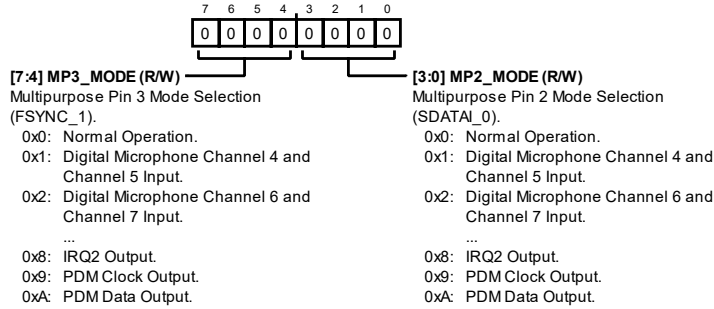 7 6 5 4 3 2 1 0
0 0 0 0 0 0 0 0
[7:4] MP3_MODE (R/W)
Multipurpose Pin 3 Mode Selection
(FSYNC_1).
0x0: Normal Operation.
0x1: Digital Microphone Channel 4 and
Channel 5 Input.
0x2: Digital Microphone Channel 6 and
Channel 7 Input.
...
0x8: IRQ2 Output.
0x9: PDM Clock Output.
0xA: PDM Data Output.
[3:0] MP2_MODE (R/W)
Multipurpose Pin 2 Mode Selection
(SDATAI_0).
0x0: Normal Operation.
0x1: Digital Microphone Channel 4 and
Channel 5 Input.
0x2: Digital Microphone Channel 6 and
Channel 7 Input.
...
0x8: IRQ2 Output.
0x9: PDM Clock Output.
0xA: PDM Data Output.